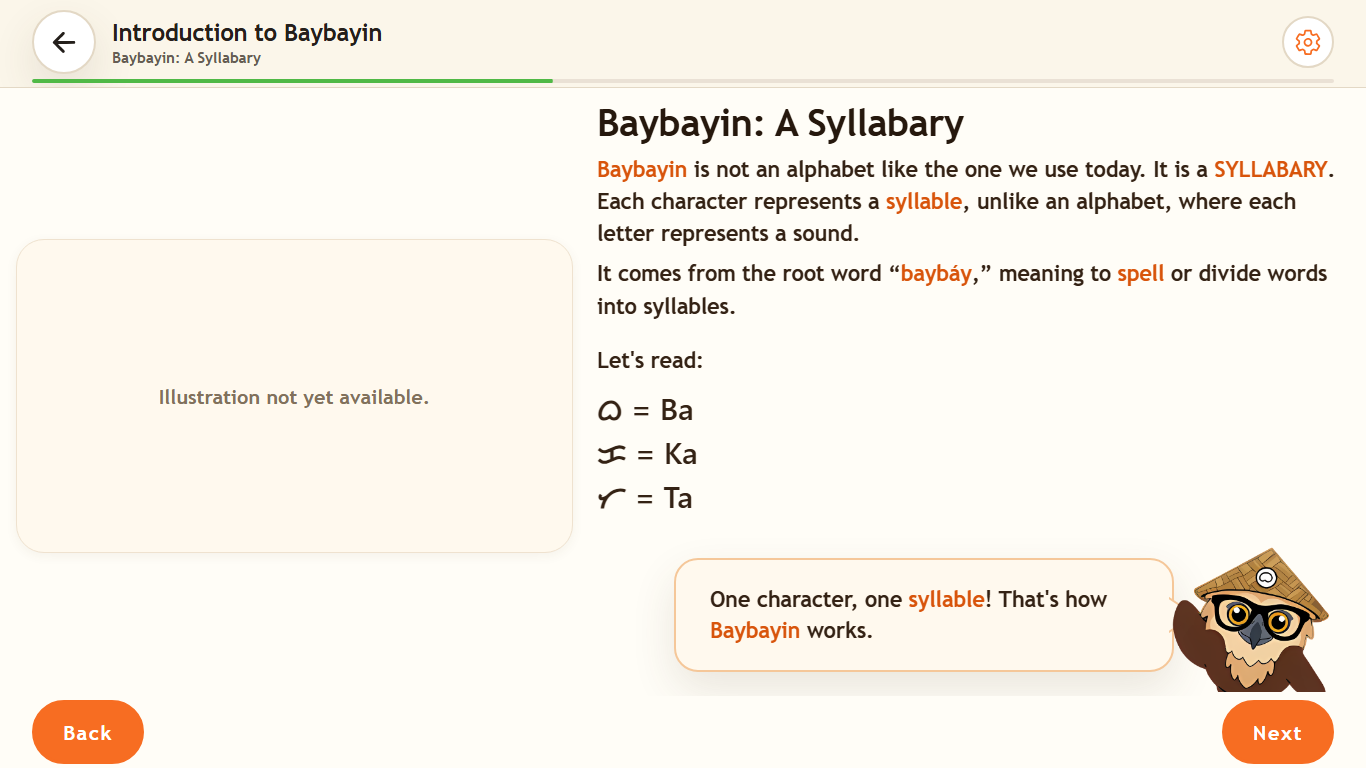 Introduction to Baybayin
Baybayin: A Syllabary
Baybayin: A Syllabary
Baybayin is not an alphabet like the one we use today. It is a SYLLABARY.
Each character represents a syllable, unlike an alphabet, where each
letter represents a sound.
It comes from the root word “baybáy,” meaning to spell or divide words
into syllables.
Illustration not yet available.
Let's read:
ᜊ = Ba
ᜃ = Ka
ᜆ = Ta
One character, one syllable! That's how
Baybayin works.
ᜊ
Back
Next